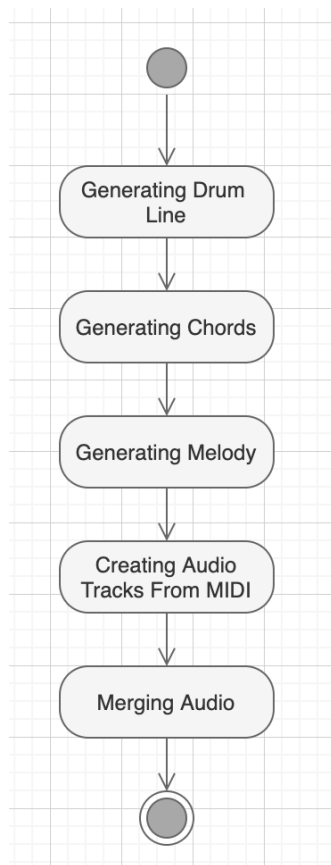 Generating Drum
Line
Generating Chords
Generating Melody
Creating Audio
Tracks From MIDI
Merging Audio